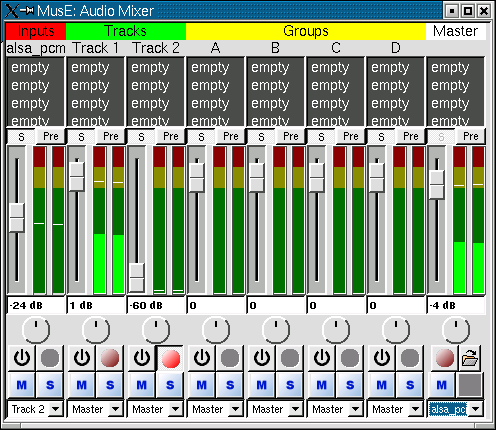 MusE: Audio Mixer
Inputs Tracks Groups Master
alsa_pcm Track 1 Track 2 A B C D
empty empty empty empty empty empty empty empty
empty empty empty empty empty empty empty empty
empty empty empty empty empty empty empty empty
empty empty empty empty empty empty empty empty
S Pre S Pre S Pre S Pre S Pre S Pre S Pre S Pre
-24 dB 1 dB -60 dB 0 0 0 0 -4 dB
M S M S M S M S M S M S M S M
Track 2 Master Master Master Master Master Master alsa_pc